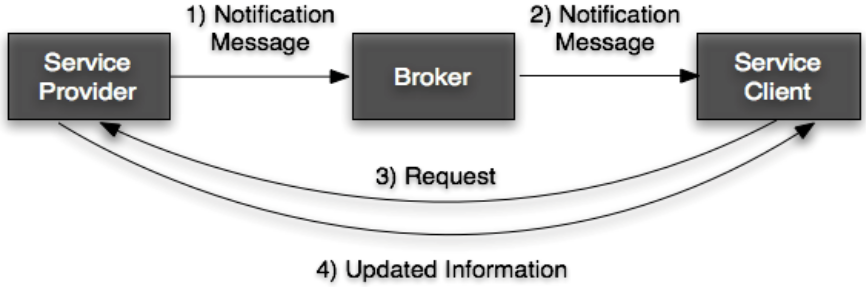 1) Notification
Message
2) Notification
Message
Service
Provider
Broker
Service
Client
3) Request
4) Updated Information